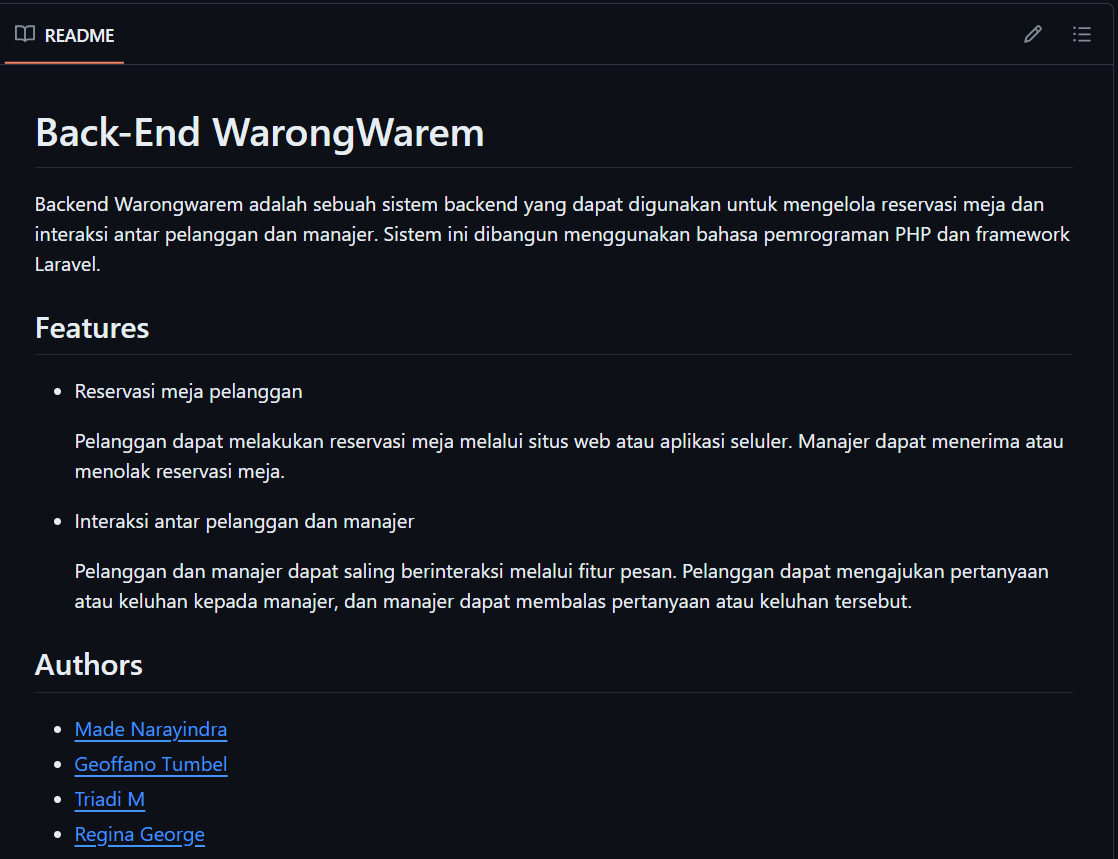 README
Back-End WarongWarem
Backend Warongwarem adalah sebuah sistem backend yang dapat digunakan untuk mengelola reservasi meja dan
interaksi antar pelanggan dan manajer. Sistem ini dibangun menggunakan bahasa pemrograman PHP dan framework
Laravel.
Features
Reservasi meja pelanggan
Pelanggan dapat melakukan reservasi meja melalui situs web atau aplikasi seluler. Manajer dapat menerima atau
menolak reservasi meja.
Interaksi antar pelanggan dan manajer
Pelanggan dan manajer dapat saling berinteraksi melalui fitur pesan. Pelanggan dapat mengajukan pertanyaan
atau keluhan kepada manajer, dan manajer dapat membalas pertanyaan atau keluhan tersebut.
Authors
Made Narayindra
Geoffano Tumbel
Triadi M
Regina George